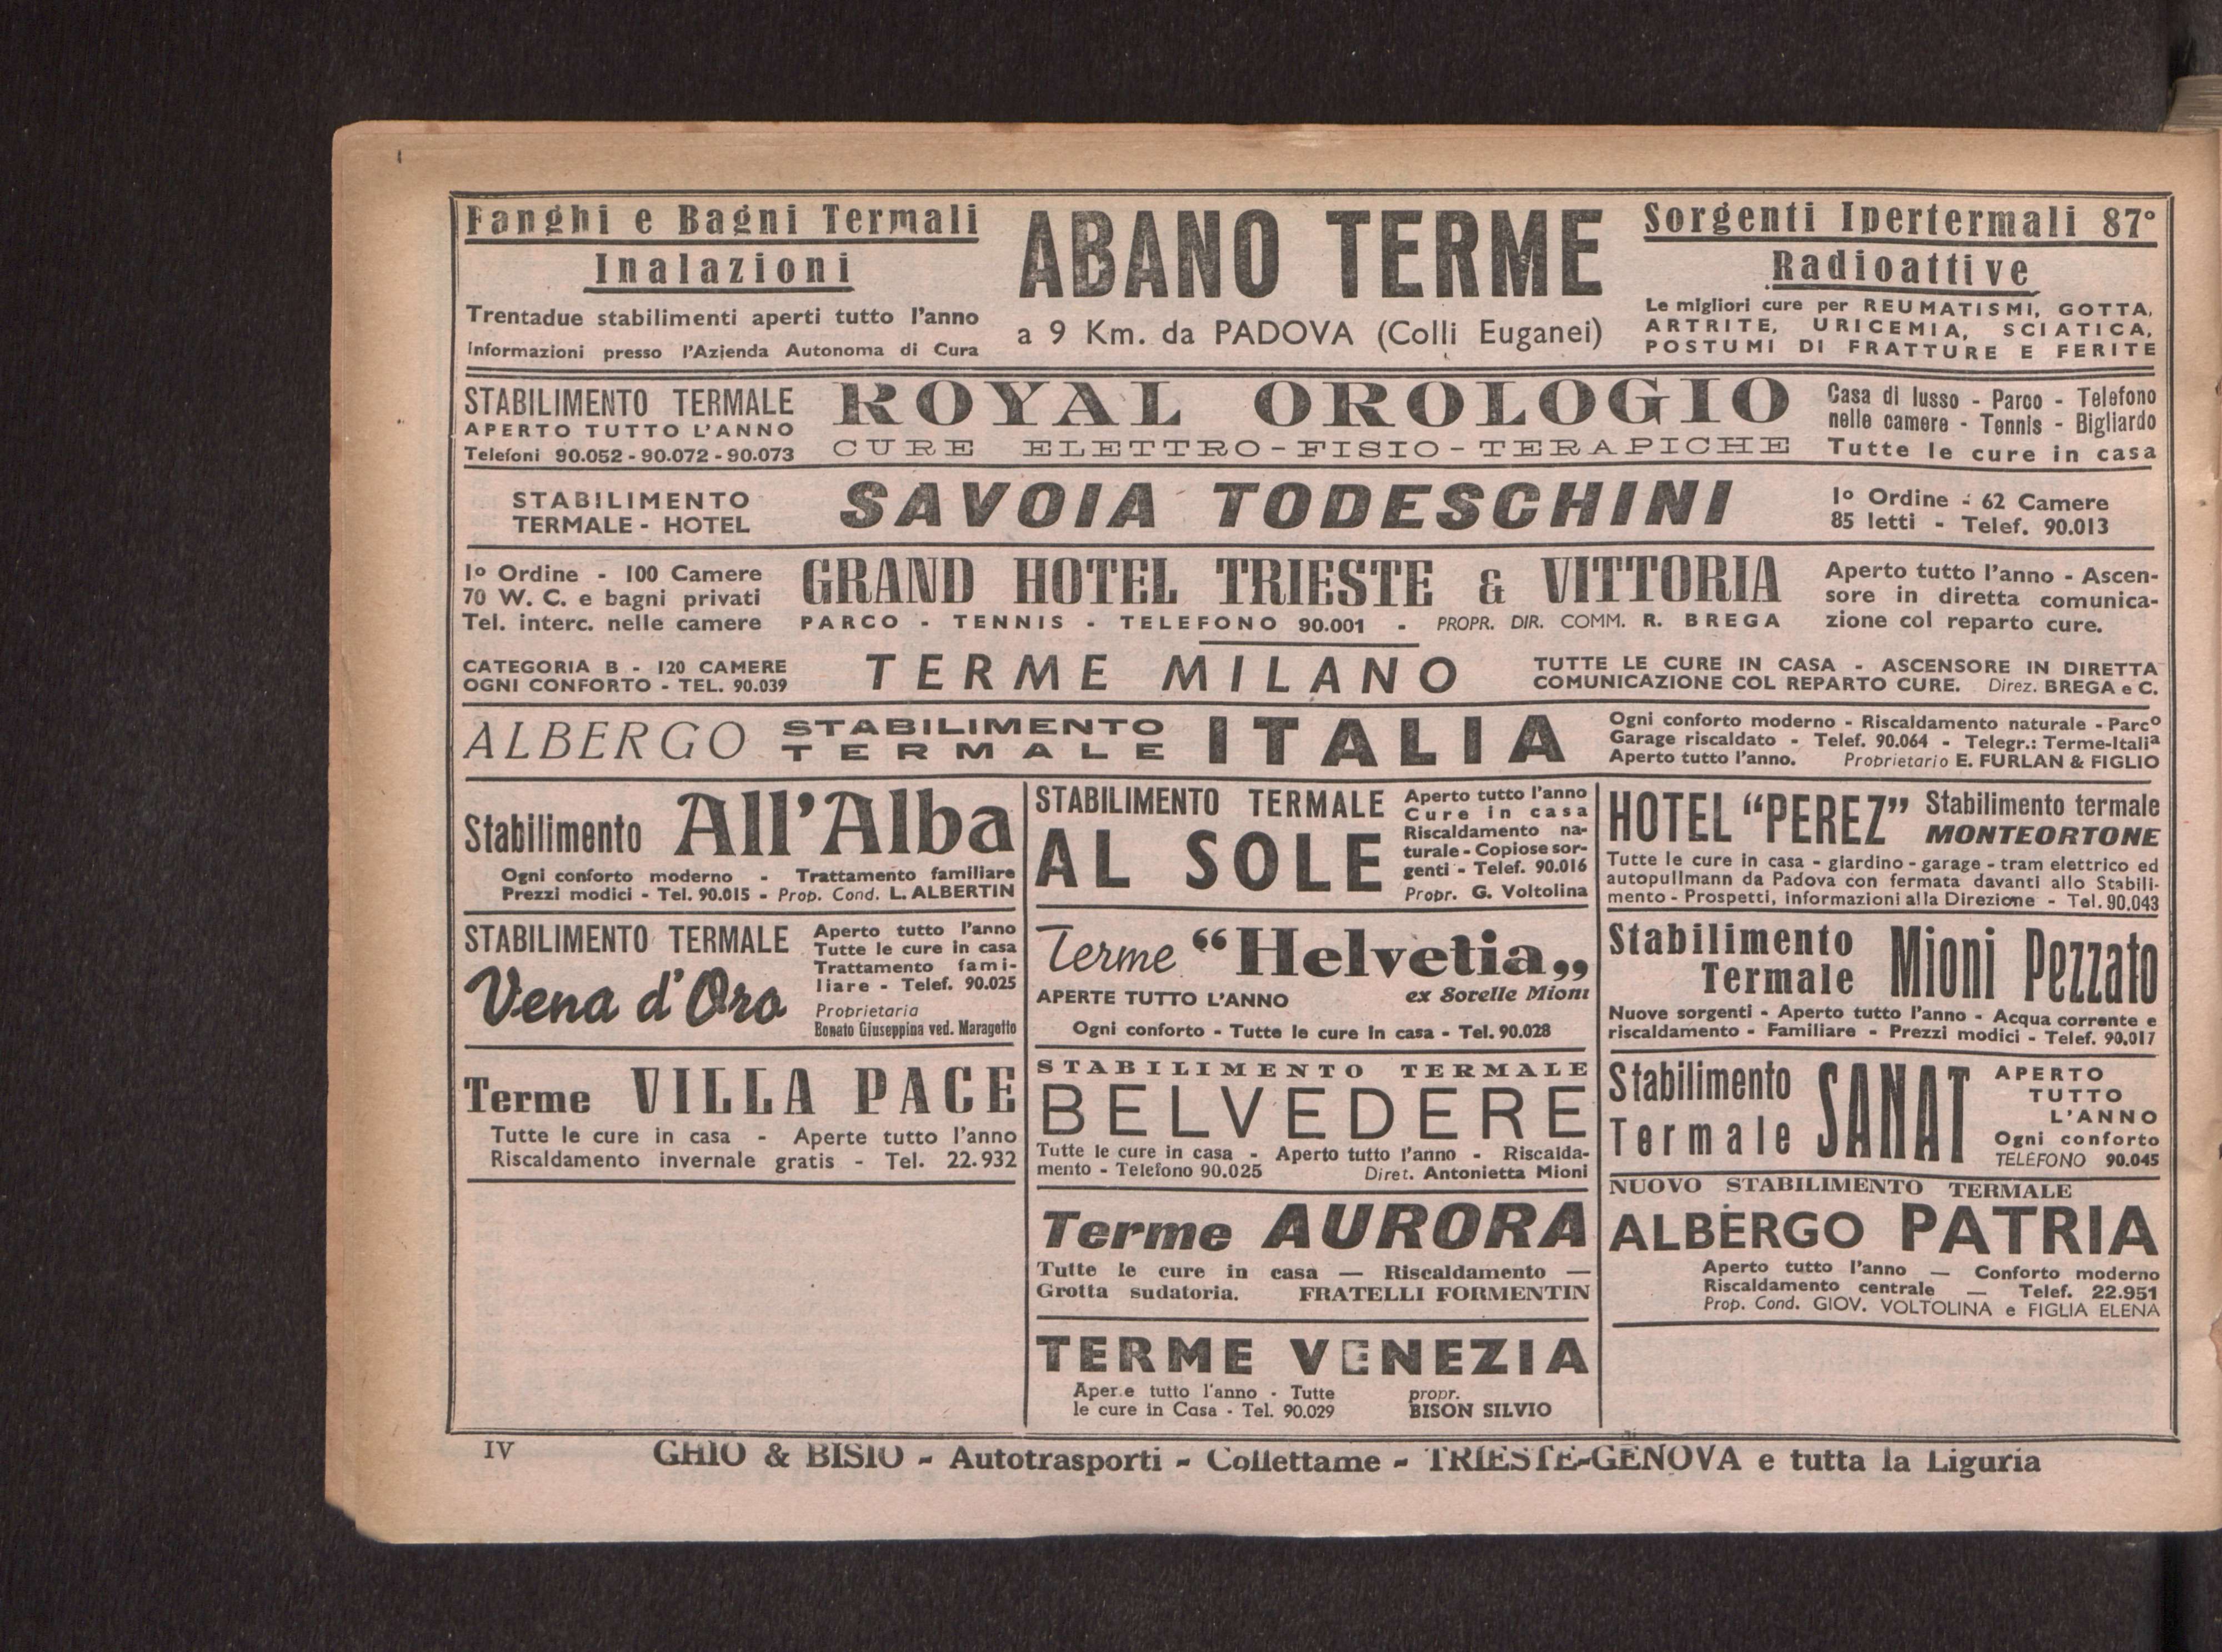 Fanghi e Bagni Termali
Inalazioni
Trentadue stabilimenti aperti tutto l'anno
Informazioni presso l'Azienda Autonoma di Cura
ABANO TERME
a 9 Km. da PADOVA (Colli Euganei)
Sorgenti Ipertermali 87°
Radioattive
Le migliori cure per REUMATISMI, GOTTA,
ARTRITE, URICEMIA, SCIATICA,
POSTUMI DI FRATTURE E FERITE
STABILIMENTO TERMALE
APERTO TUTTO L'ANNO
Telefoni 90.052 - 90.072 - 90.073
ROYAL OROLOGIO
CURE ELETTRO-FISIO-TERAPICHE
Casa di lusso - Parco - Telefono
nelle camere - Tennis - Bigliardo
Tutte le cure in casa
STABILIMENTO
TERMALE - HOTEL
SAVOIA TODESCHINI
1º Ordine - 62 Camere
85 letti - Telef. 90.013
1º Ordine - 100 Camere
70 W. C. e bagni privati
Tel. interc. nelle camere
GRAND HOTEL TRIESTE & VITTORIA
PARCO - TENNIS - TELEFONO 90.001 - PROPR. DIR. COMM. R. BREGA
Aperto tutto l'anno - Ascen-
sore in diretta comunica-
zione col reparto cure.
CATEGORIA B - 120 CAMERE
OGNI CONFORTO - TEL. 90.039
TERME MILANO
TUTTE LE CURE IN CASA - ASCENSORE IN DIRETTA
COMUNICAZIONE COL REPARTO CURE. Direz. BREGA e C.
ALBERGO
STABILIMENTO
TERMALE
ITALIA
Ogni conforto moderno - Riscaldamento naturale - Parco
Garage riscaldato - Telef. 90.064 - Telegr.: Terme-Italia
Aperto tutto l'anno. Proprietario E. FURLAN & FIGLIO
Stabilimento All'Alba
Ogni conforto moderno - Trattamento familiare
Prezzi modici - Tel. 90.015 - Prop. Cond. L. ALBERTIN
STABILIMENTO TERMALE
Vena d'Oro
Aperto tutto l'anno
Tutte le cure in casa
Trattamento fami-
liare - Telef. 90.025
Proprietaria
Bonato Giuseppina ved. Maragotto
Terme VILLA PACE
Tutte le cure in casa - Aperte tutto l'anno
Riscaldamento invernale gratis - Tel. 22.932
STABILIMENTO TERMALE
AL SOLE
Aperto tutto l'anno
Cure in casa
Riscaldamento na-
turale - Copiose sor-
genti - Telef. 90.016
Propr. G. Voltolina
Terme “Helvetia„
APERTE TUTTO L'ANNO
ex Sorelle Mioni
Ogni conforto - Tutte le cure in casa - Tel. 90.028
STABILIMENTO TERMALE
BELVEDERE
Tutte le cure in casa - Aperto tutto l'anno - Riscalda-
mento - Telefono 90.025 Diret. Antonietta Mioni
Terme AURORA
Tutte le cure in casa — Riscaldamento —
Grotta sudatoria. FRATELLI FORMENTIN
TERME VENEZIA
Aper.e tutto l'anno - Tutte
le cure in Casa - Tel. 90.029
propr.
BISON SILVIO
HOTEL “PEREZ”
Stabilimento termale
MONTEORTONE
Tutte le cure in casa - giardino - garage - tram elettrico ed
autopullmann da Padova con fermata davanti allo Stabili-
mento - Prospetti, informazioni alla Direzione - Tel. 90.043
Stabilimento
Termale
Mioni Pezzato
Nuove sorgenti - Aperto tutto l'anno - Acqua corrente e
riscaldamento - Familiare - Prezzi modici - Telef. 90.017
Stabilimento
Termale
SANAT
APERTO
TUTTO
L'ANNO
Ogni conforto
TELEFONO 90.045
NUOVO STABILIMENTO TERMALE
ALBERGO PATRIA
Aperto tutto l'anno — Conforto moderno
Riscaldamento centrale — Telef. 22.951
Prop. Cond. GIOV. VOLTOLINA e FIGLIA ELENA
IV
GHIO & BISIO - Autotrasporti - Collettame - TRIESTE-GENOVA e tutta la Liguria